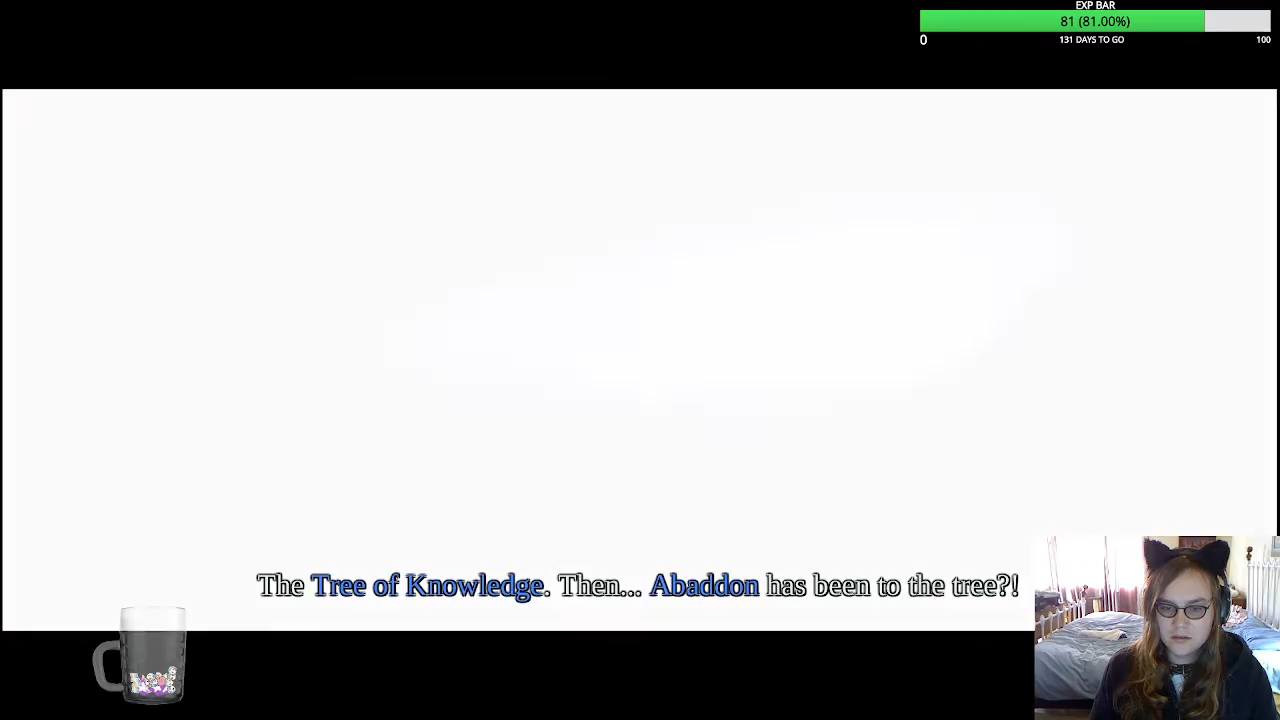 EXP BAR
81 (81.00%)
0 131 DAYS TO GO 100
The Tree of Knowledge. Then... Abaddon has been to the tree?!